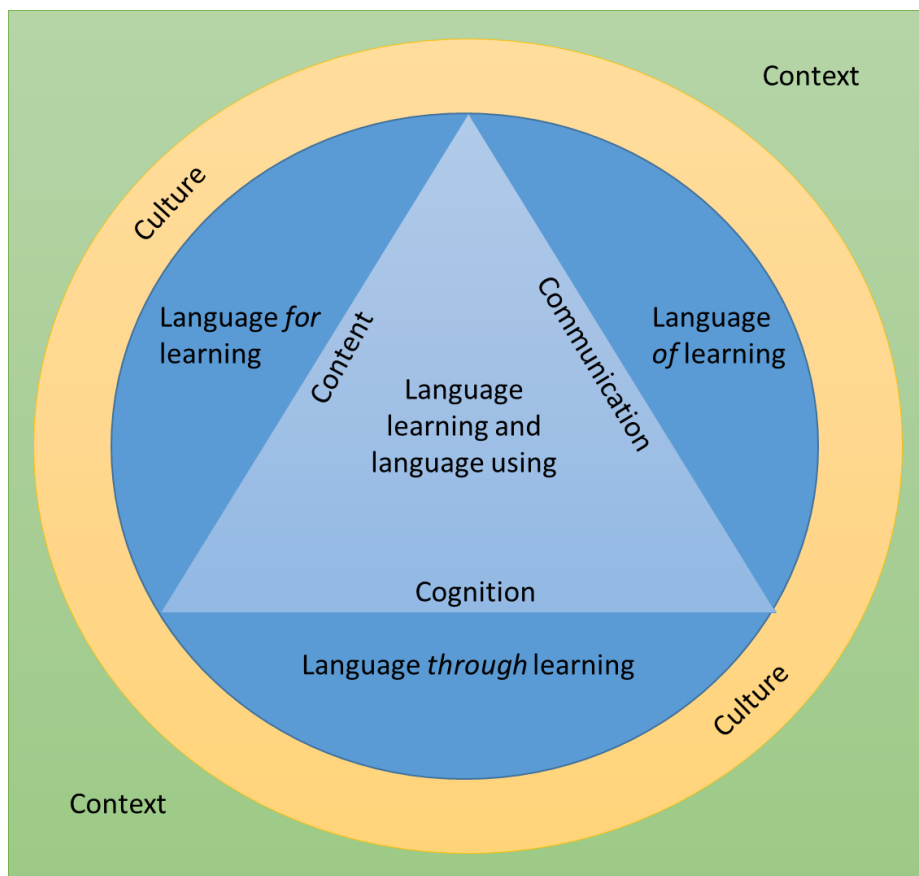 Context
Culture
Language for
learning
Content
Communication
Language
of learning
Language
learning and
language using
Cognition
Language through learning
Culture
Context